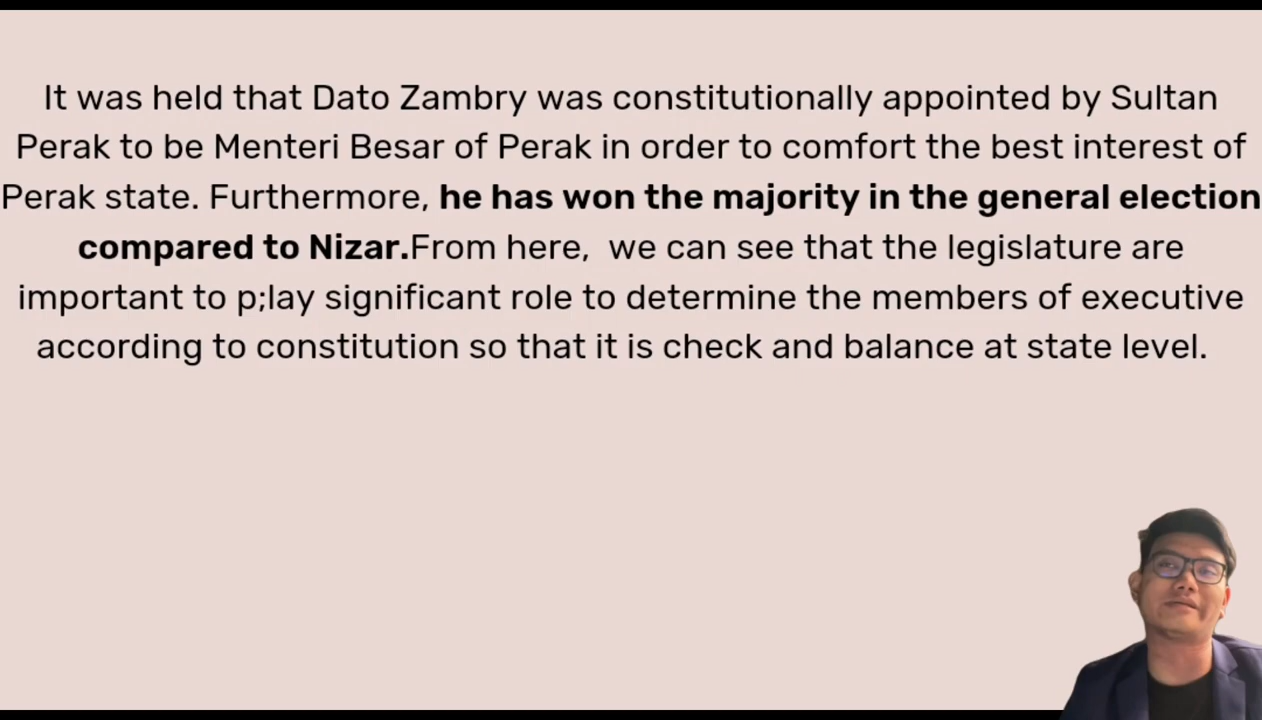 It was held that Dato Zambry was constitutionally appointed by Sultan
Perak to be Menteri Besar of Perak in order to comfort the best interest of
Perak state. Furthermore, he has won the majority in the general election
compared to Nizar.From here,  we can see that the legislature are
important to p;lay significant role to determine the members of executive
according to constitution so that it is check and balance at state level.